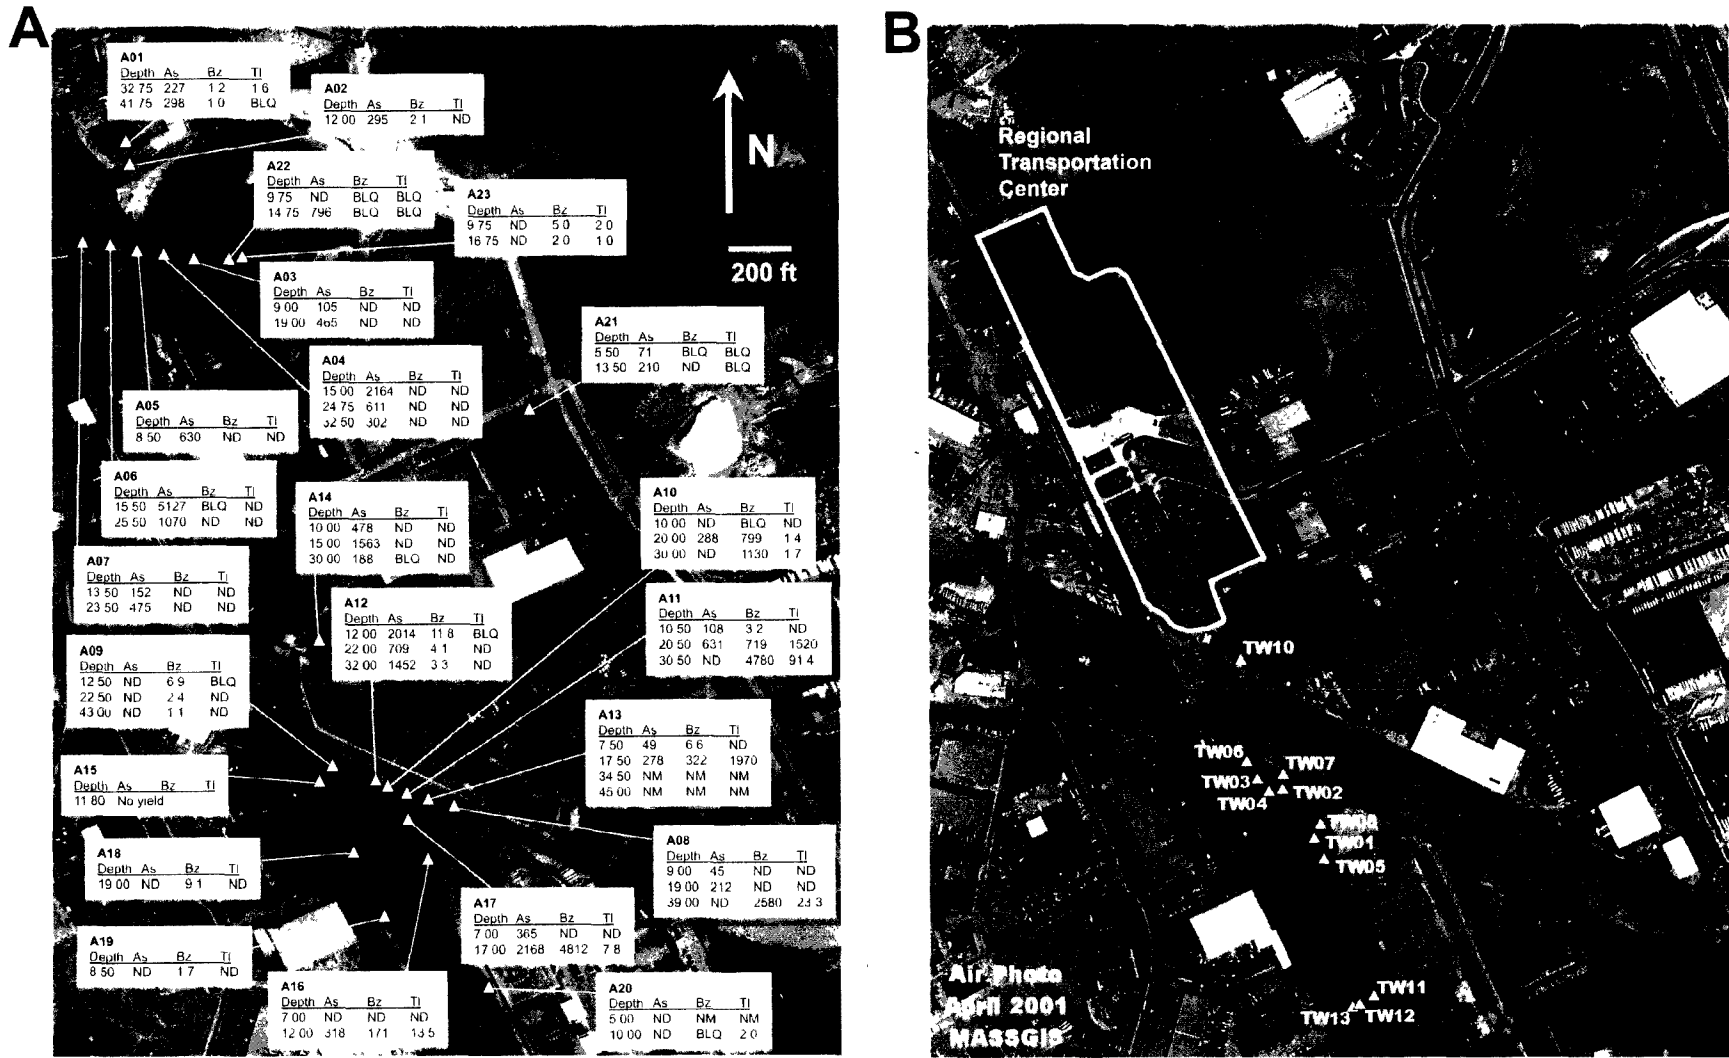 A
A01
Depth As Bz Tl
32 75 227 1 2 1 6
41 75 298 1 0 BLQ
A02
Depth As Bz Tl
12 00 295 2 1 ND
A22
Depth As Bz Tl
9 75 ND BLQ BLQ
14 75 796 BLQ BLQ
A23
Depth As Bz Tl
9 75 ND 5 0 2 0
16 75 ND 2 0 1 0
N
200 ft
A03
Depth As Bz Tl
9 00 105 ND ND
19 00 465 ND ND
A21
Depth As Bz Tl
5 50 71 BLQ BLQ
13 50 210 ND BLQ
A04
Depth As Bz Tl
15 00 2164 ND ND
24 75 611 ND ND
32 50 302 ND ND
A05
Depth As Bz Tl
8 50 630 ND ND
A06
Depth As Bz Tl
15 50 5127 BLQ ND
25 50 1070 ND ND
A14
Depth As Bz Tl
10 00 478 ND ND
15 00 1563 ND ND
30 00 188 BLQ ND
A10
Depth As Bz Tl
10 00 ND BLQ ND
20 00 288 799 1 4
30 00 ND 1130 1 7
A07
Depth As Bz Tl
13 50 152 ND ND
23 50 475 ND ND
A12
Depth As Bz Tl
12 00 2014 11 8 BLQ
22 00 709 4 1 ND
32 00 1452 3 3 ND
A11
Depth As Bz Tl
10 50 108 3 2 ND
20 50 631 719 1520
30 50 ND 4780 91 4
A09
Depth As Bz Tl
12 50 ND 6 9 BLQ
22 50 ND 2 4 ND
43 00 ND 1 1 ND
A13
Depth As Bz Tl
7 50 49 6 6 ND
17 50 278 322 1970
34 50 NM NM NM
45 00 NM NM NM
A15
Depth As Bz Tl
11 80 No yield
A18
Depth As Bz Tl
19 00 ND 9 1 ND
A08
Depth As Bz Tl
9 00 45 ND ND
19 00 212 ND ND
39 00 ND 2580 23 3
A17
Depth As Bz Tl
7 00 365 ND ND
17 00 2168 4812 7 8
A19
Depth As Bz Tl
8 50 ND 1 7 ND
A16
Depth As Bz Tl
7 00 ND ND ND
12 00 318 171 13 5
A20
Depth As Bz Tl
5 00 ND NM NM
10 00 ND BLQ 2 0
B
Regional
Transportation
Center
TW10
TW06
TW07
TW03
TW04
TW02
TW01
TW05
TW11
TW12
TW13
Air Photo
April 2001
MASSGIS